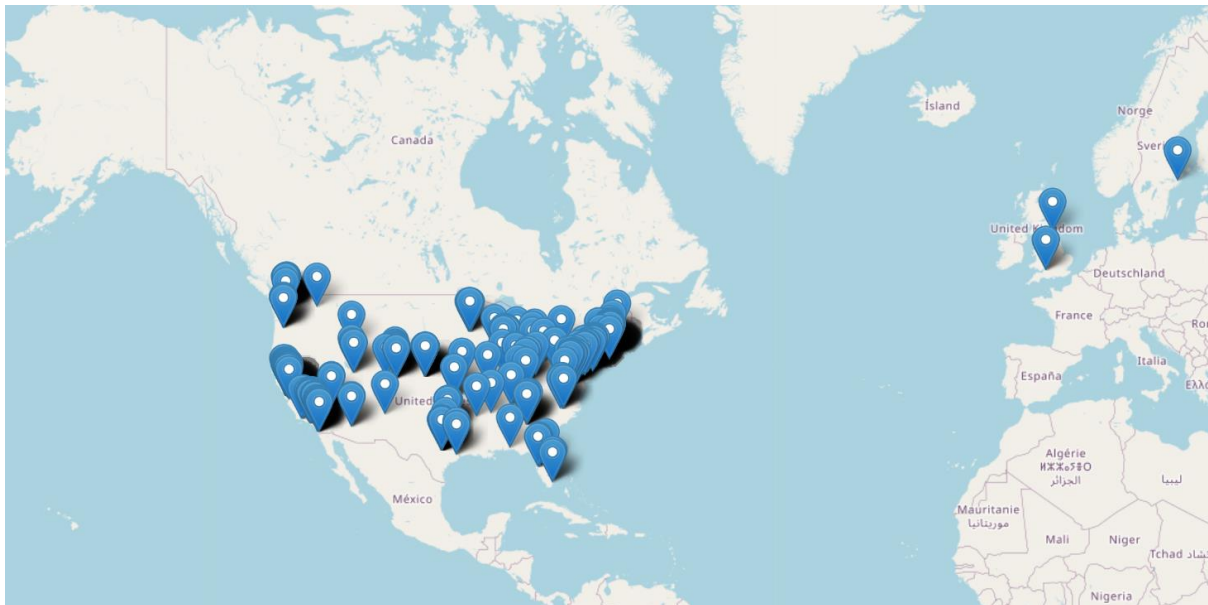 Ísland
Norge
Canada
Sver
United K dom
Deutschland
France
Ro
Italia
España
Ελλ
United
Algérie
ⵍⵣⵣⴰⵢⴻⵔ
الجزائر
ليبيا
México
Mauritanie
موريتانيا
Mali
Niger
Tchad تشاد
Nigeria